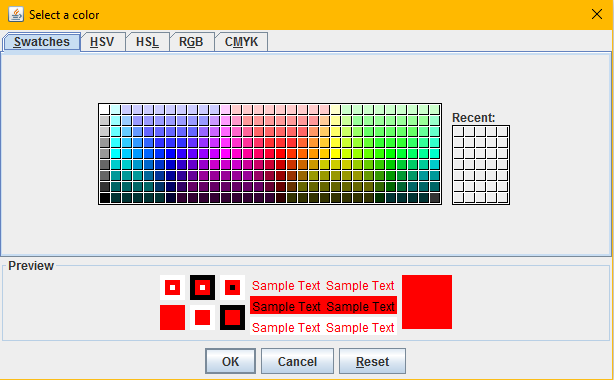 Select a color
Swatches HSV HSL RGB CMYK
Recent:
Preview
Sample Text Sample Text
Sample Text Sample Text
Sample Text Sample Text
OK Cancel Reset